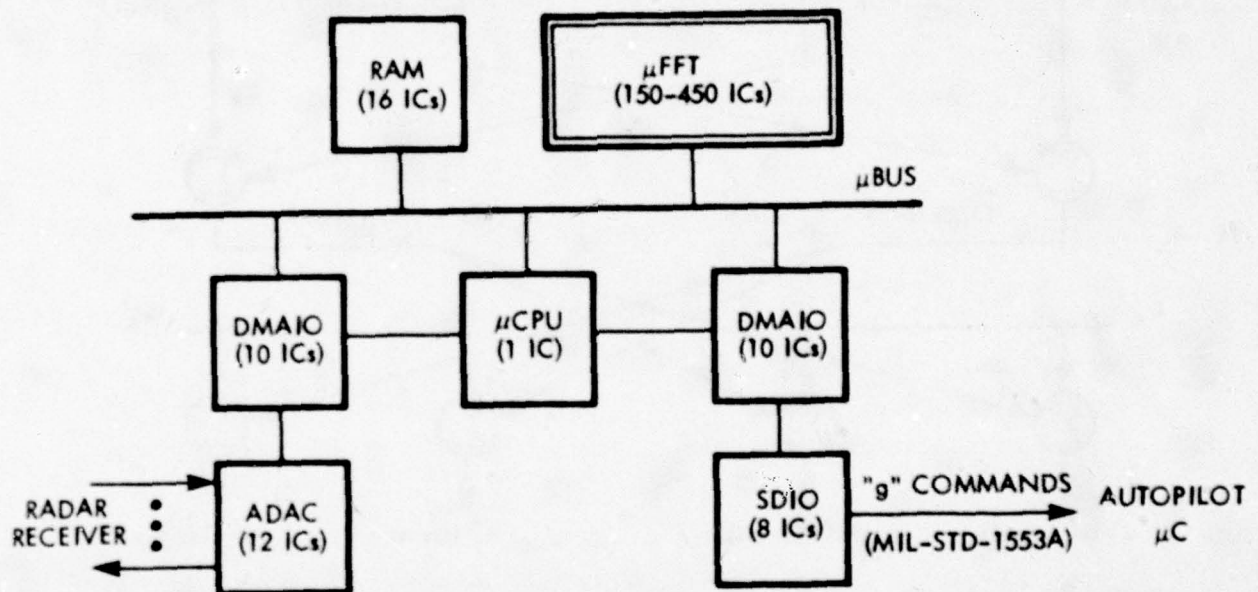 RAM
(16 ICs)
μFFT
(150-450 ICs)
μBUS
DMAIO
(10 ICs)
μCPU
(1 IC)
DMAIO
(10 ICs)
RADAR
RECEIVER
ADAC
(12 ICs)
SDIO
(8 ICs)
"g" COMMANDS
(MIL-STD-1553A)
AUTOPILOT
μC